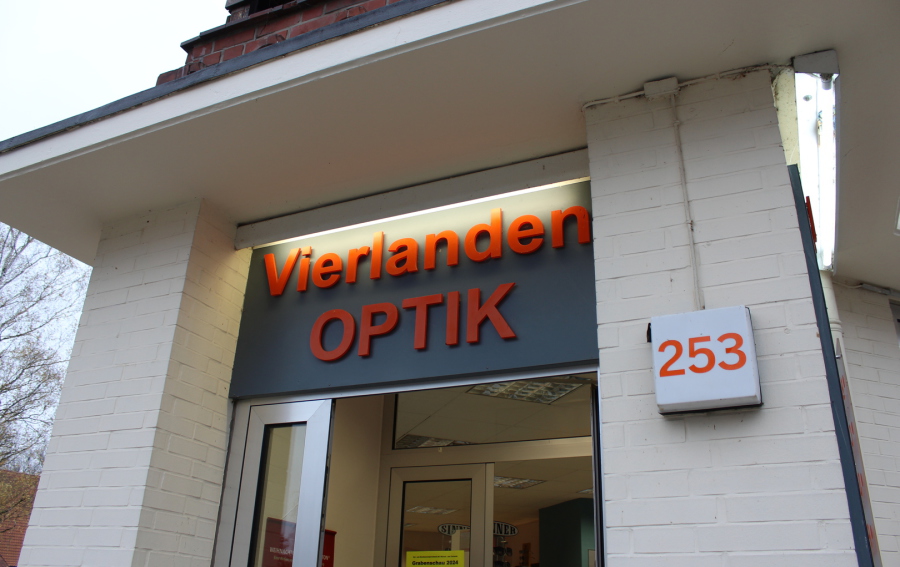 Vierlanden
OPTIK
253
Grabenschau 2024